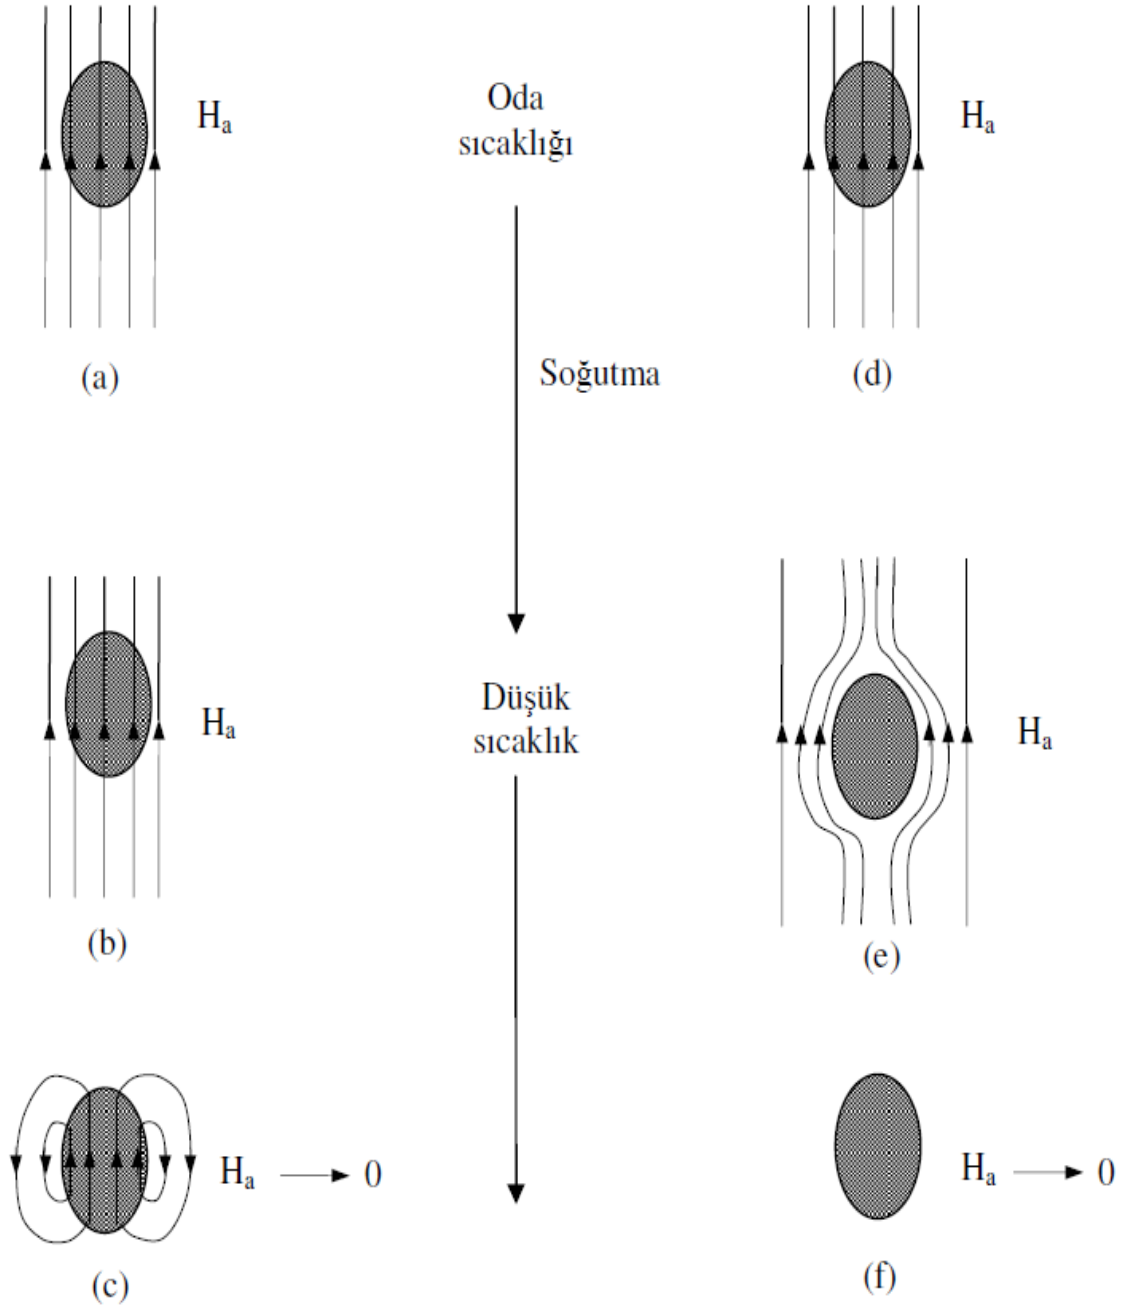 Hₐ
Oda
sıcaklığı
Hₐ
(a)
Soğutma
(d)
Hₐ
Düşük
sıcaklık
Hₐ
(b)
(e)
Hₐ → 0
Hₐ → 0
(c)
(f)